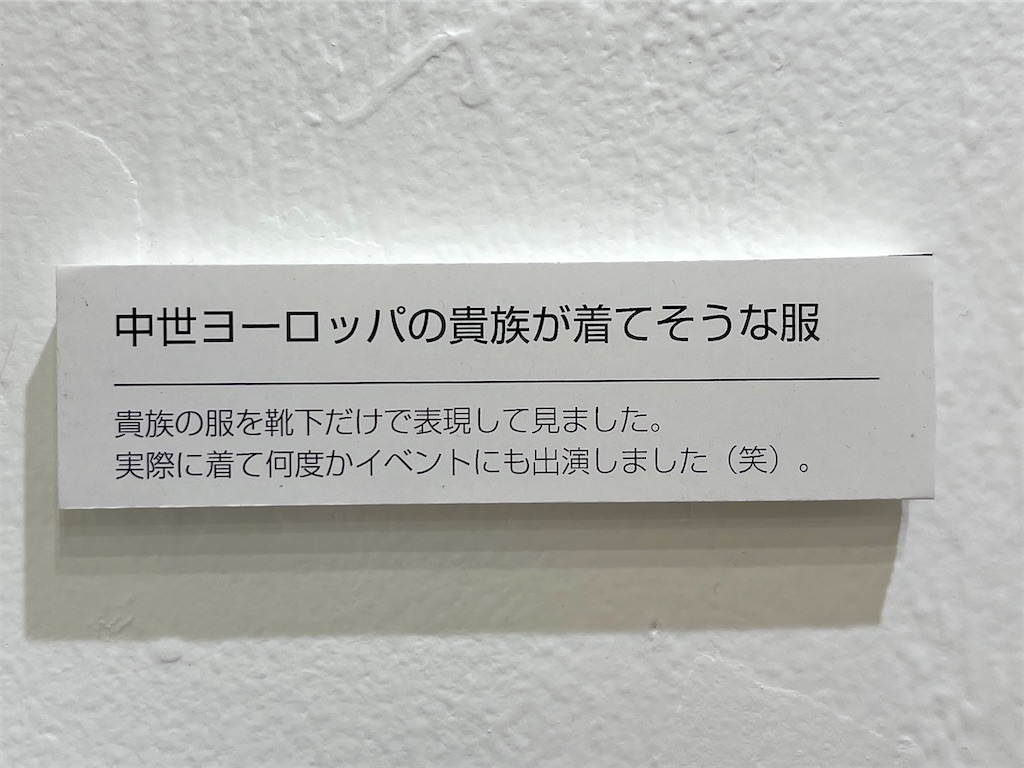 中世ヨーロッパの貴族が着てそうな服
貴族の服を靴下だけで表現して見ました。
実際に着て何度かイベントにも出演しました（笑）。